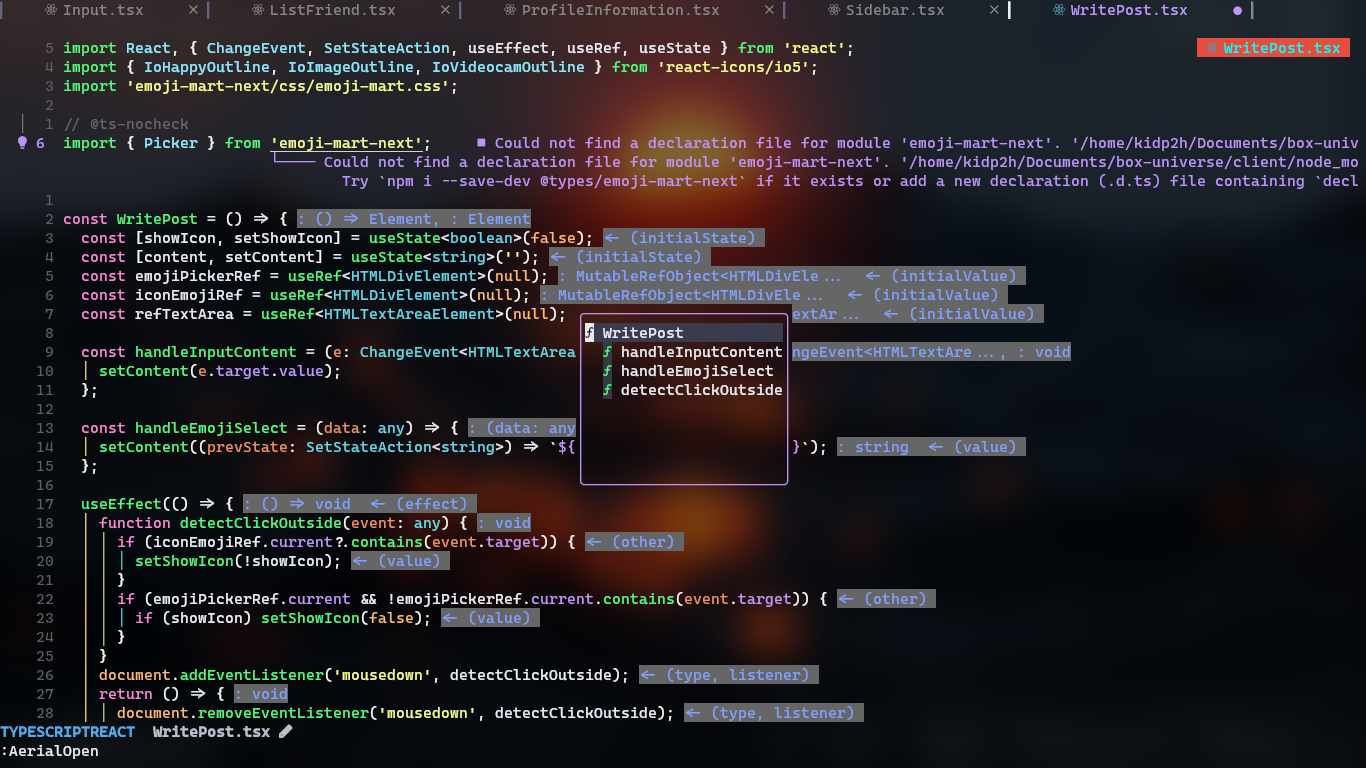 Input.tsx ✕ ListFriend.tsx ✕ ProfileInformation.tsx ✕ Sidebar.tsx ✕ WritePost.tsx ●
5 import React, { ChangeEvent, SetStateAction, useEffect, useRef, useState } from 'react'; WritePost.tsx
4 import { IoHappyOutline, IoImageOutline, IoVideocamOutline } from 'react-icons/io5';
3 import 'emoji-mart-next/css/emoji-mart.css';
2
1 // @ts-nocheck
6 import { Picker } from 'emoji-mart-next'; ■ Could not find a declaration file for module 'emoji-mart-next'. '/home/kidp2h/Documents/box-univ
└──── Could not find a declaration file for module 'emoji-mart-next'. '/home/kidp2h/Documents/box-universe/client/node_mo
Try `npm i --save-dev @types/emoji-mart-next` if it exists or add a new declaration (.d.ts) file containing `decl
1
2 const WritePost = () ⇒ { : () ⇒ Element, : Element
3 const [showIcon, setShowIcon] = useState<boolean>(false); ← (initialState)
4 const [content, setContent] = useState<string>(''); ← (initialState)
5 const emojiPickerRef = useRef<HTMLDivElement>(null); : MutableRefObject<HTMLDivEle... ← (initialValue)
6 const iconEmojiRef = useRef<HTMLDivElement>(null); : MutableRefObject<HTMLDivEle... ← (initialValue)
7 const refTextArea = useRef<HTMLTextAreaElement>(null); extAr... ← (initialValue)
8 ƒ WritePost
9 const handleInputContent = (e: ChangeEvent<HTMLTextArea ƒ handleInputContent ngeEvent<HTMLTextAre..., : void
10 setContent(e.target.value); ƒ handleEmojiSelect
11 }; ƒ detectClickOutside
12
13 const handleEmojiSelect = (data: any) ⇒ { : (data: any
14 setContent((prevState: SetStateAction<string>) ⇒ `${ }`); : string ← (value)
15 };
16
17 useEffect(() ⇒ { : () ⇒ void ← (effect)
18 function detectClickOutside(event: any) { : void
19 if (iconEmojiRef.current?.contains(event.target)) { ← (other)
20 setShowIcon(!showIcon); ← (value)
21 }
22 if (emojiPickerRef.current && !emojiPickerRef.current.contains(event.target)) { ← (other)
23 if (showIcon) setShowIcon(false); ← (value)
24 }
25 }
26 document.addEventListener('mousedown', detectClickOutside); ← (type, listener)
27 return () ⇒ { : void
28 document.removeEventListener('mousedown', detectClickOutside); ← (type, listener)
TYPESCRIPTREACT WritePost.tsx
:AerialOpen